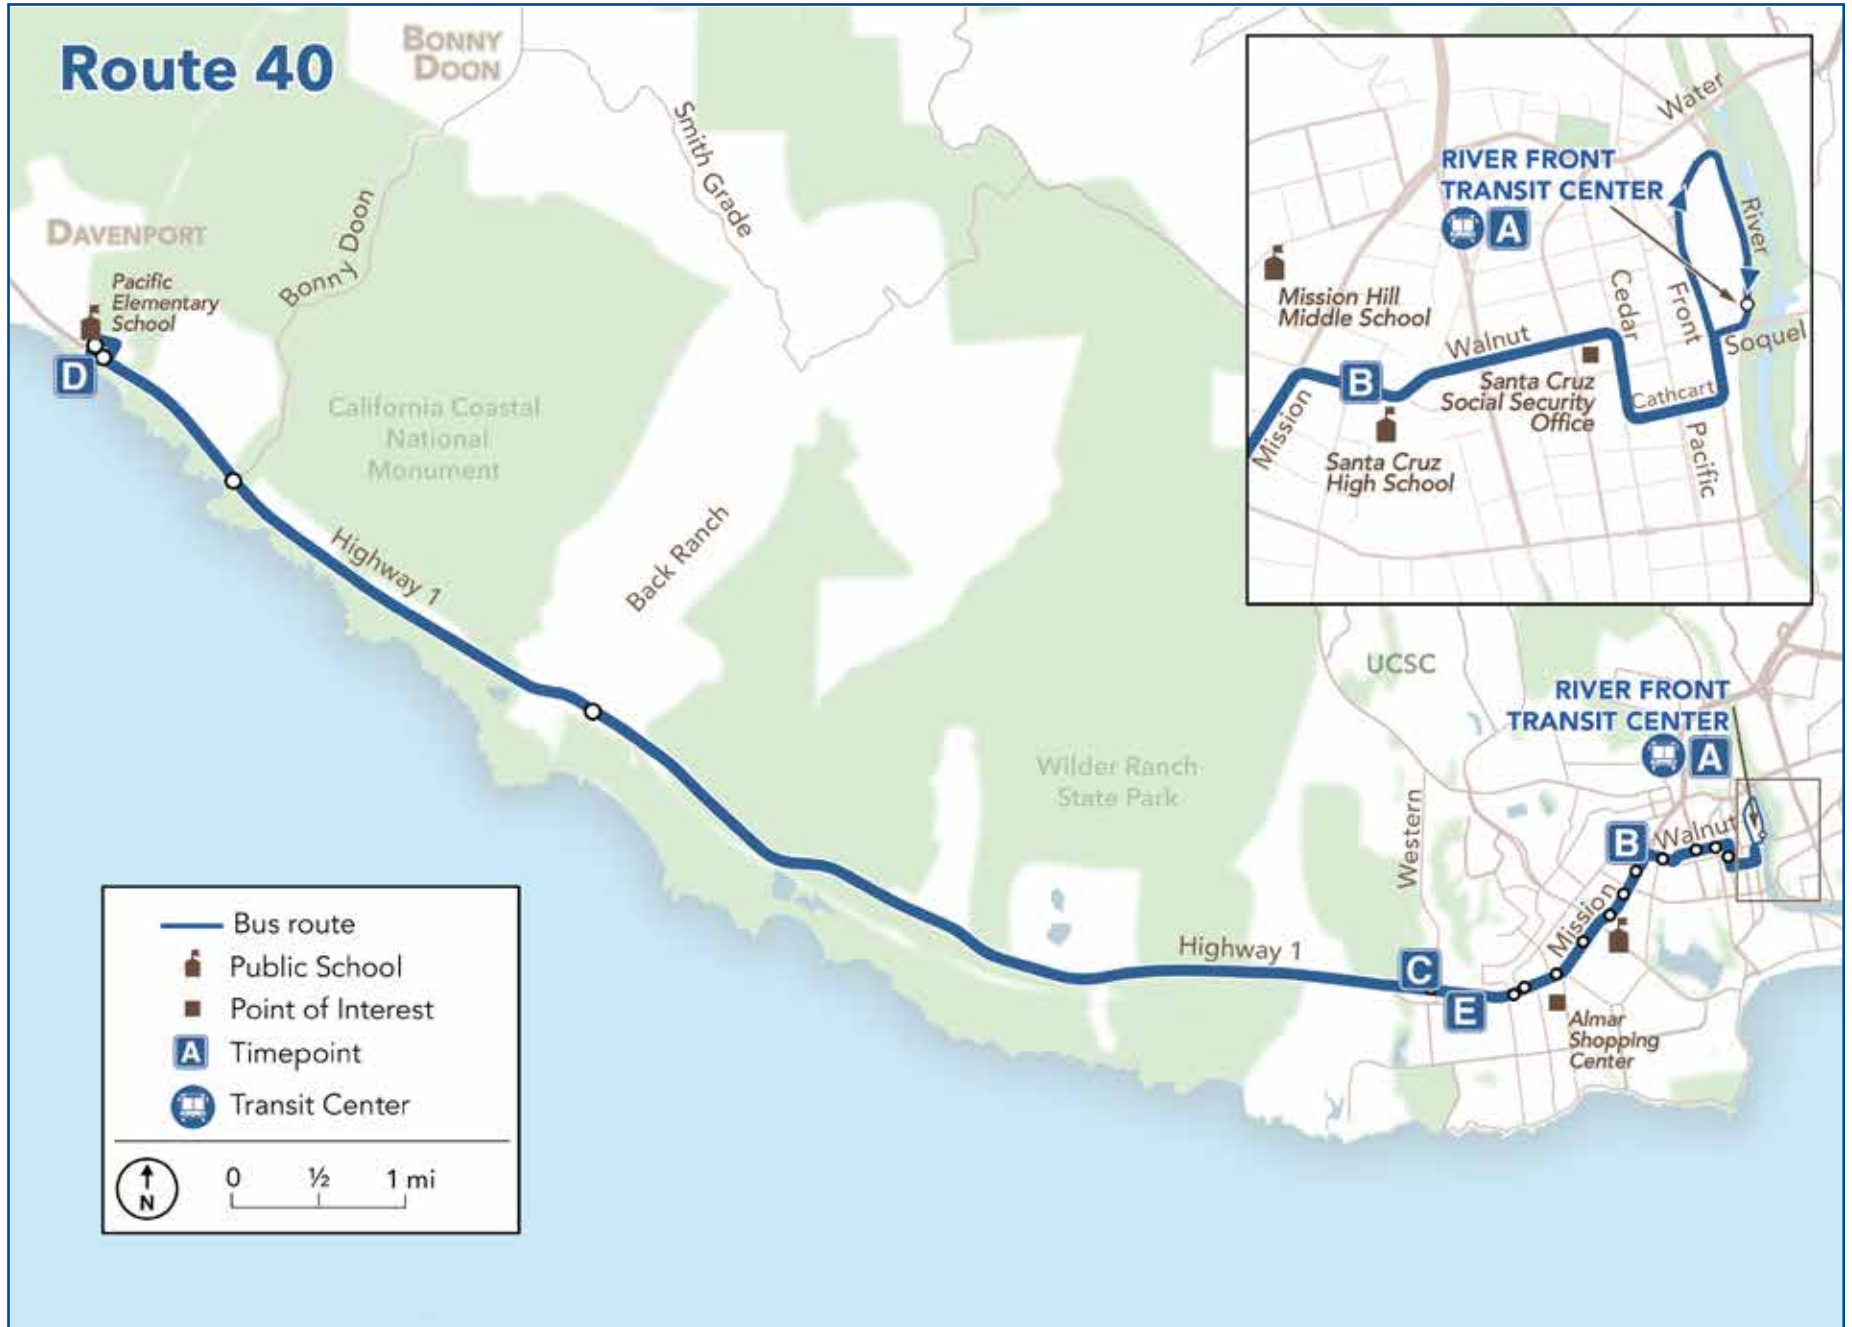 Route 40
BONNY
DOON
Smith Grade
Bonny Doon
DAVENPORT
Pacific
Elementary
School
D
California Coastal
National
Monument
Highway 1
Back Ranch
Water
RIVER FRONT
TRANSIT CENTER
A
River
Mission Hill
Middle School
Cedar
Front
Soquel
Walnut
B
Santa Cruz
Social Security
Office
Cathcart
Mission
Santa Cruz
High School
Pacific
UCSC
RIVER FRONT
TRANSIT CENTER
A
Wilder Ranch
State Park
Western
B
Walnut
Mission
Highway 1
C
E
Almar
Shopping
Center
Bus route
Public School
Point of Interest
A Timepoint
Transit Center
N
0 ½ 1 mi